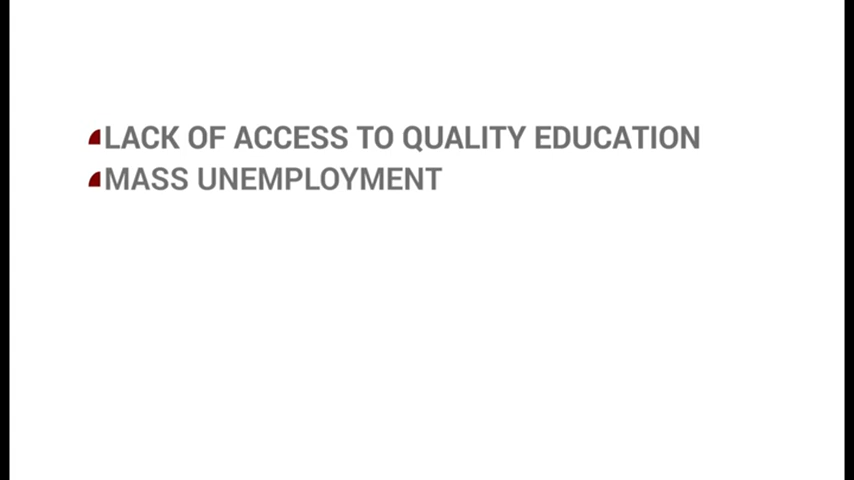 LACK OF ACCESS TO QUALITY EDUCATION
MASS UNEMPLOYMENT